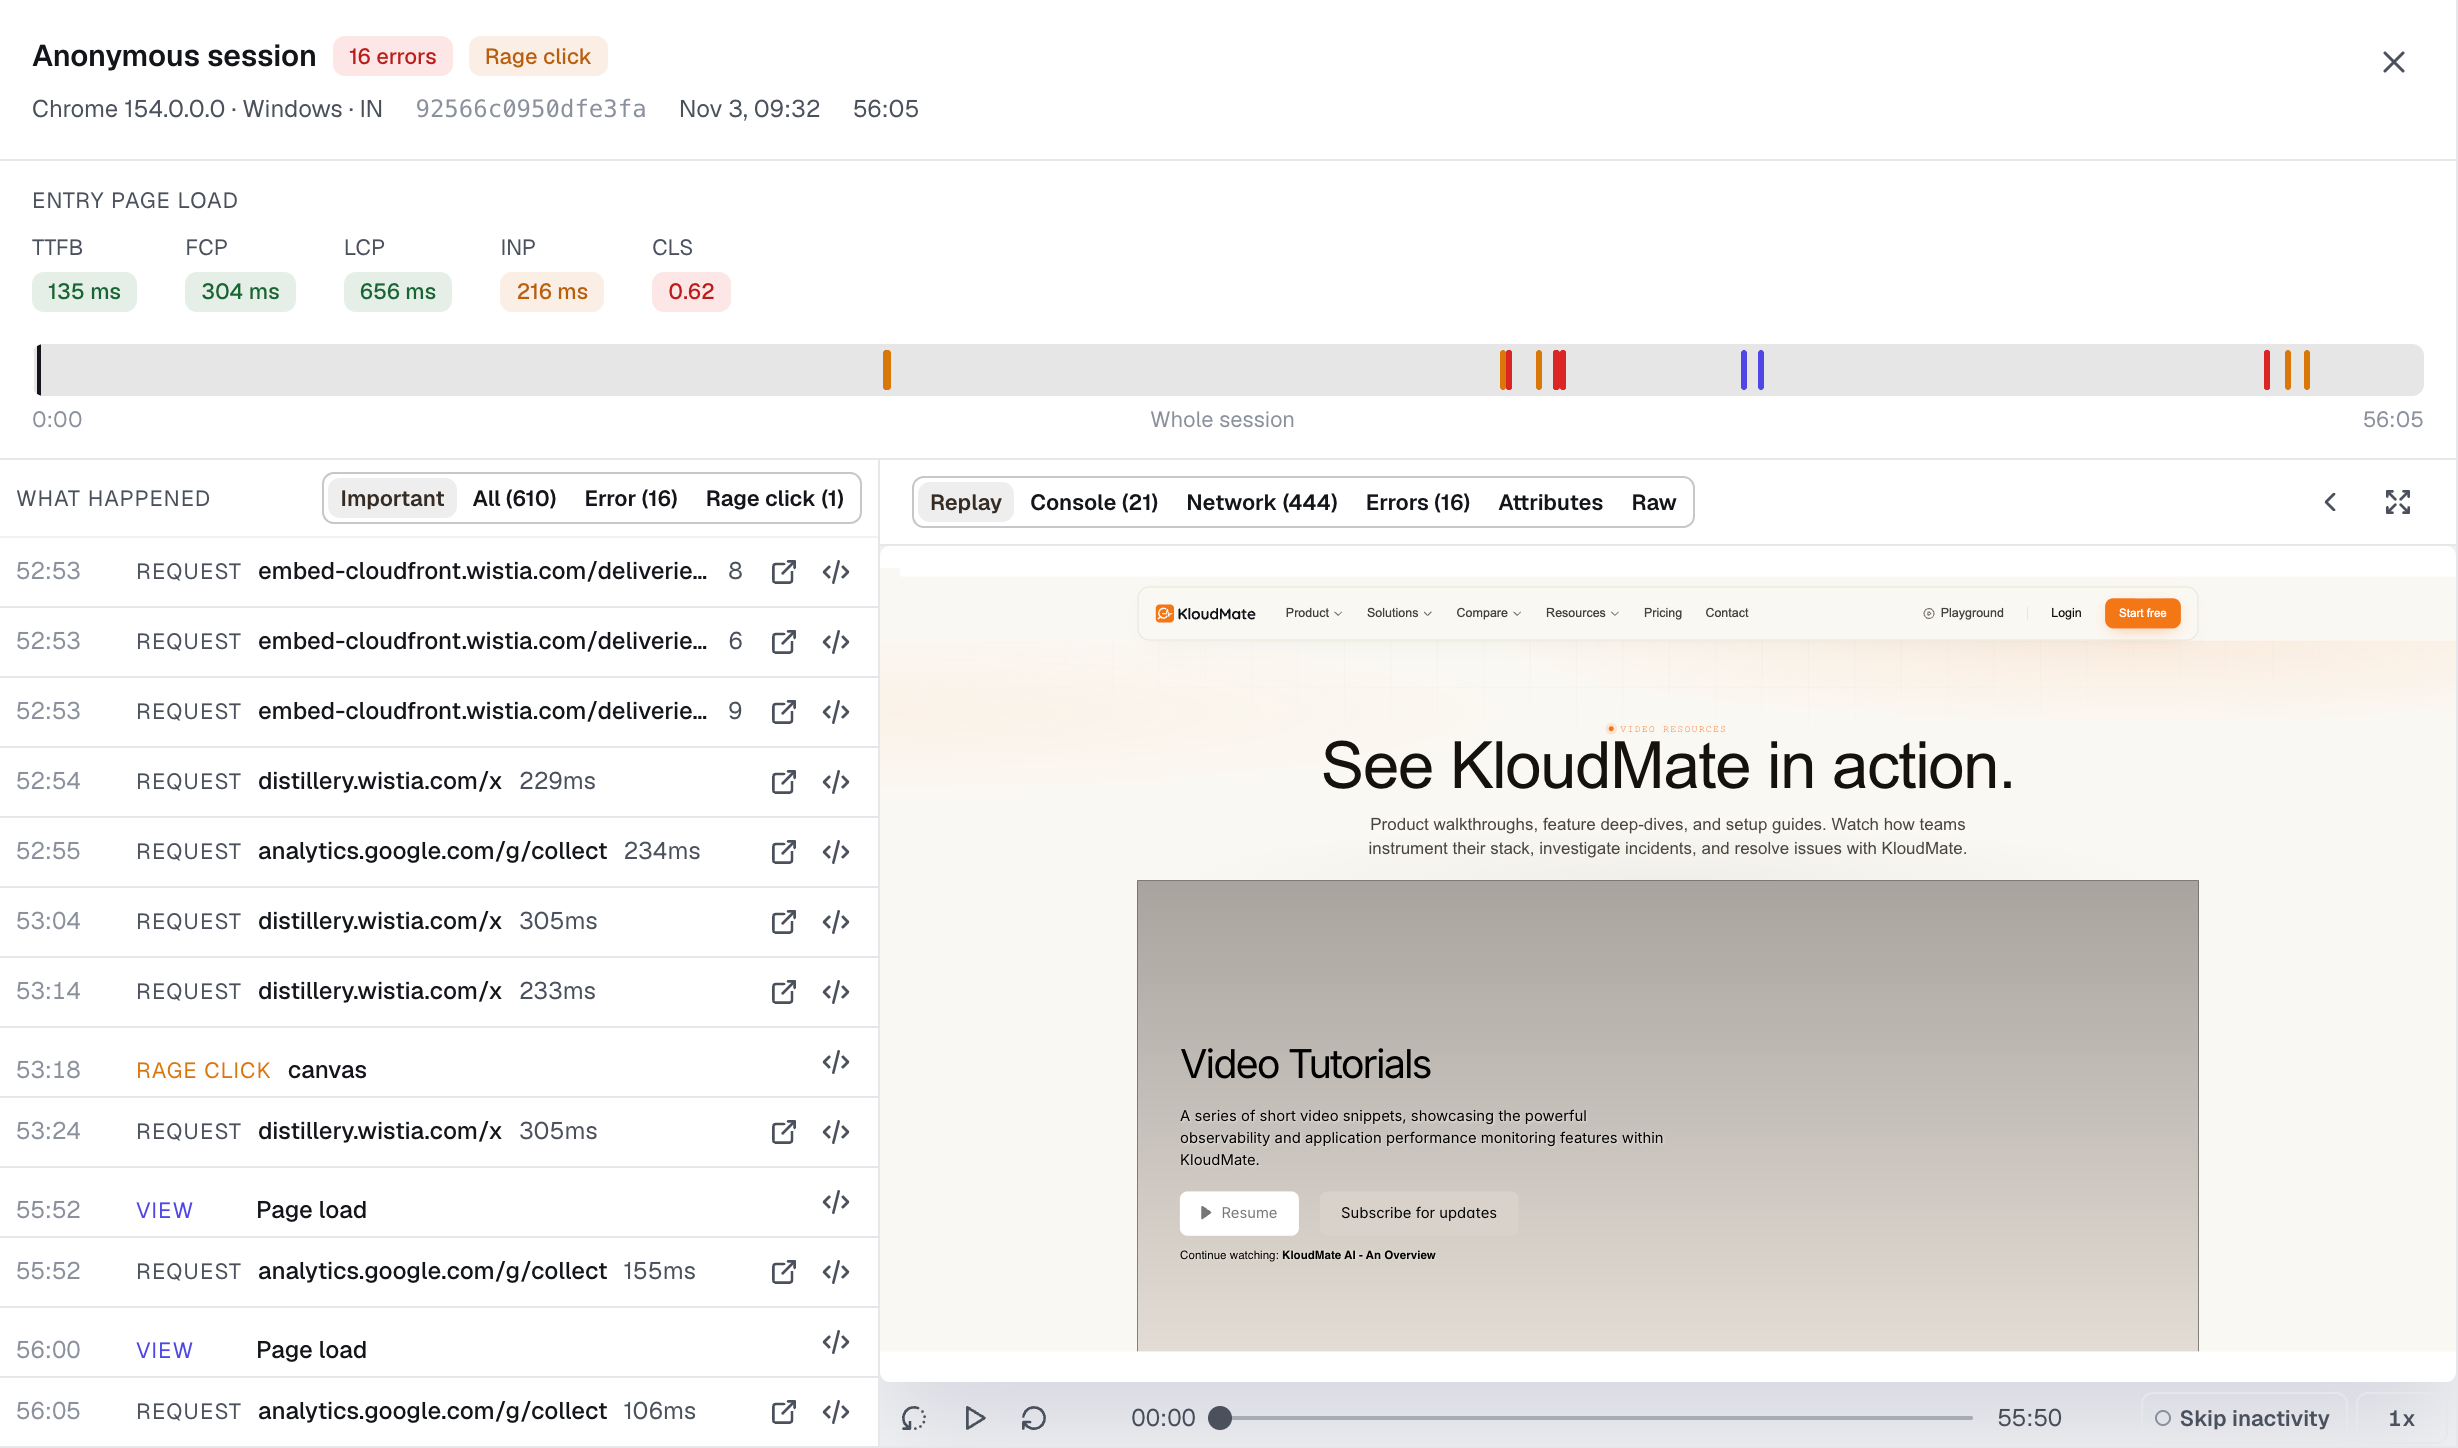 Anonymous session 16 errors Rage click
Chrome 154.0.0.0 · Windows · IN 92566c0950dfe3fa Nov 3, 09:32 56:05
ENTRY PAGE LOAD
TTFB FCP LCP INP CLS
135 ms 304 ms 656 ms 216 ms 0.62
0:00 Whole session 56:05
WHAT HAPPENED Important All (610) Error (16) Rage click (1)
52:53 REQUEST embed-cloudfront.wistia.com/deliverie... 8
52:53 REQUEST embed-cloudfront.wistia.com/deliverie... 6
52:53 REQUEST embed-cloudfront.wistia.com/deliverie... 9
52:54 REQUEST distillery.wistia.com/x 229ms
52:55 REQUEST analytics.google.com/g/collect 234ms
53:04 REQUEST distillery.wistia.com/x 305ms
53:14 REQUEST distillery.wistia.com/x 233ms
53:18 RAGE CLICK canvas
53:24 REQUEST distillery.wistia.com/x 305ms
55:52 VIEW Page load
55:52 REQUEST analytics.google.com/g/collect 155ms
56:00 VIEW Page load
56:05 REQUEST analytics.google.com/g/collect 106ms
Replay Console (21) Network (444) Errors (16) Attributes Raw
KloudMate Product Solutions Compare Resources Pricing Contact Playground Login Start free
VIDEO RESOURCES
See KloudMate in action.
Product walkthroughs, feature deep-dives, and setup guides. Watch how teams
instrument their stack, investigate incidents, and resolve issues with KloudMate.
Video Tutorials
A series of short video snippets, showcasing the powerful
observability and application performance monitoring features within
KloudMate.
Resume Subscribe for updates
Continue watching: KloudMate AI - An Overview
00:00 55:50 Skip inactivity 1x